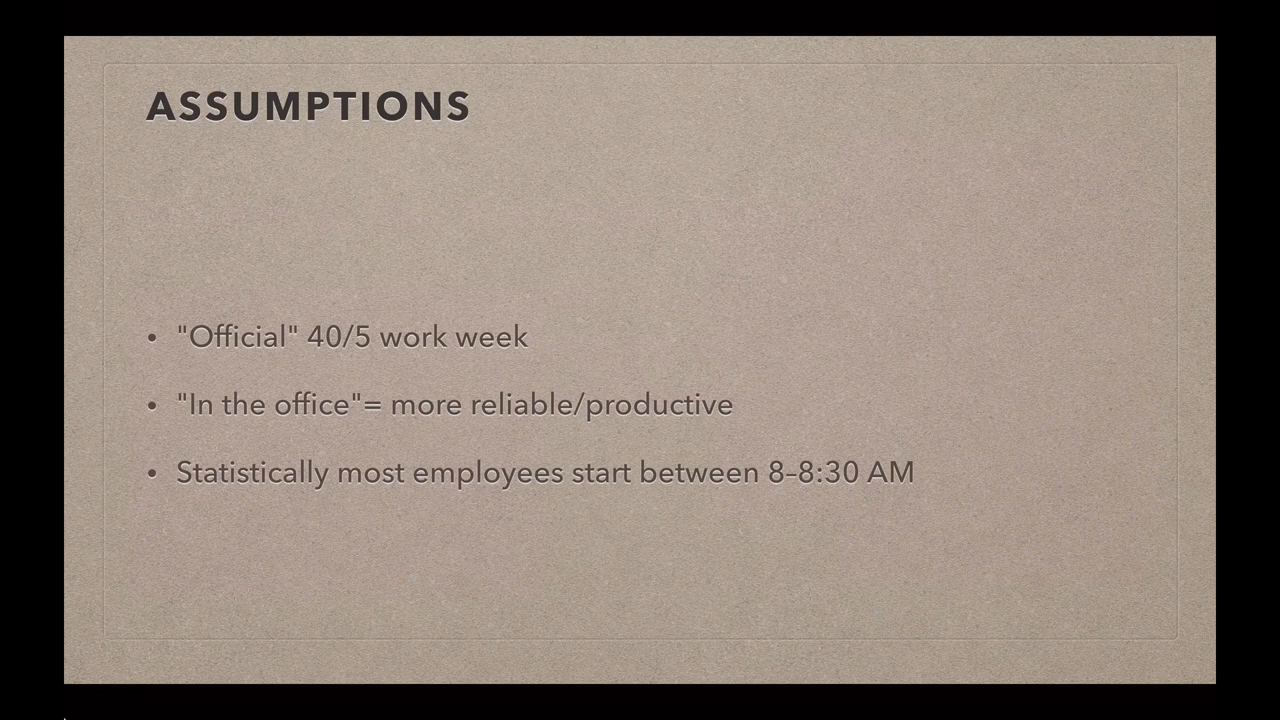 ASSUMPTIONS
• "Official" 40/5 work week
• "In the office"= more reliable/productive
• Statistically most employees start between 8–8:30 AM